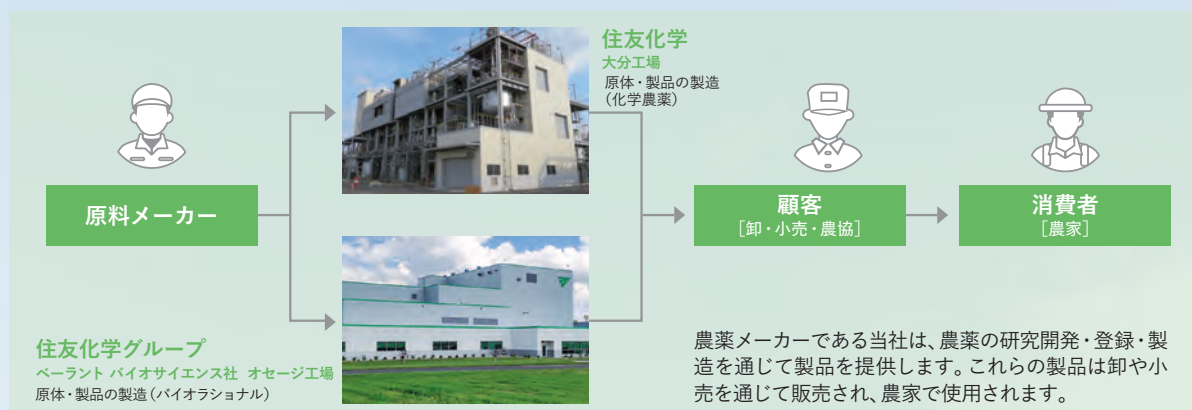 住友化学
大分工場
原体・製品の製造
（化学農薬）
原料メーカー
顧客
［卸・小売・農協］
消費者
［農家］
住友化学グループ
ベーラント バイオサイエンス社 オセージ工場
原体・製品の製造（バイオラショナル）
農薬メーカーである当社は、農薬の研究開発・登録・製
造を通じて製品を提供します。これらの製品は卸や小
売を通じて販売され、農家で使用されます。